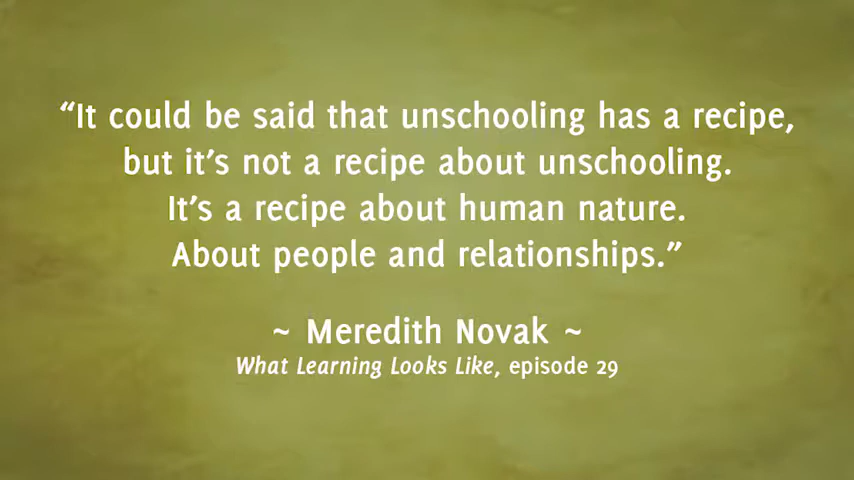 “It could be said that unschooling has a recipe,
but it’s not a recipe about unschooling.
It’s a recipe about human nature.
About people and relationships.”
~ Meredith Novak ~
What Learning Looks Like, episode 29